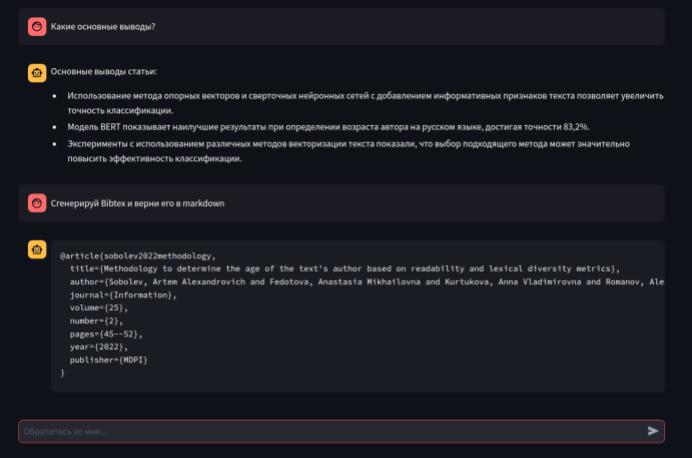 Какие основные выводы?
Основные выводы статьи:
• Использование метода опорных векторов и сверточных нейронных сетей с добавлением информативных признаков текста позволяет увеличить
точность классификации.
• Модель BERT показывает наилучшие результаты при определении возраста автора на русском языке, достигая точности 83,2%.
• Эксперименты с использованием различных методов векторизации текста показали, что выбор подходящего метода может значительно
повысить эффективность классификации.
Сгенерируй Bibtex и верни его в markdown
@article{sobolev2022methodology,
title={Methodology to determine the age of the text's author based on readability and lexical diversity metrics},
author={Sobolev, Artem Alexandrovich and Fedotova, Anastasia Mikhailovna and Kurtukova, Anna Vladimirovna and Romanov, Ale
journal={Information},
volume={25},
number={2},
pages={45--52},
year={2022},
publisher={MDPI}
}
Обратитесь ко мне...